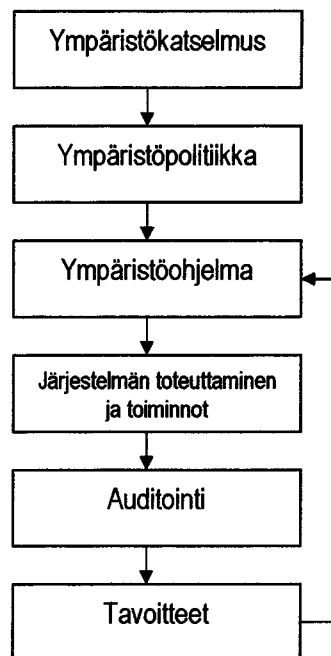 Ympäristökatselmus
Ympäristöpolitiikka
Ympäristöohjelma
Järjestelmän toteuttaminen
ja toiminnot
Auditointi
Tavoitteet